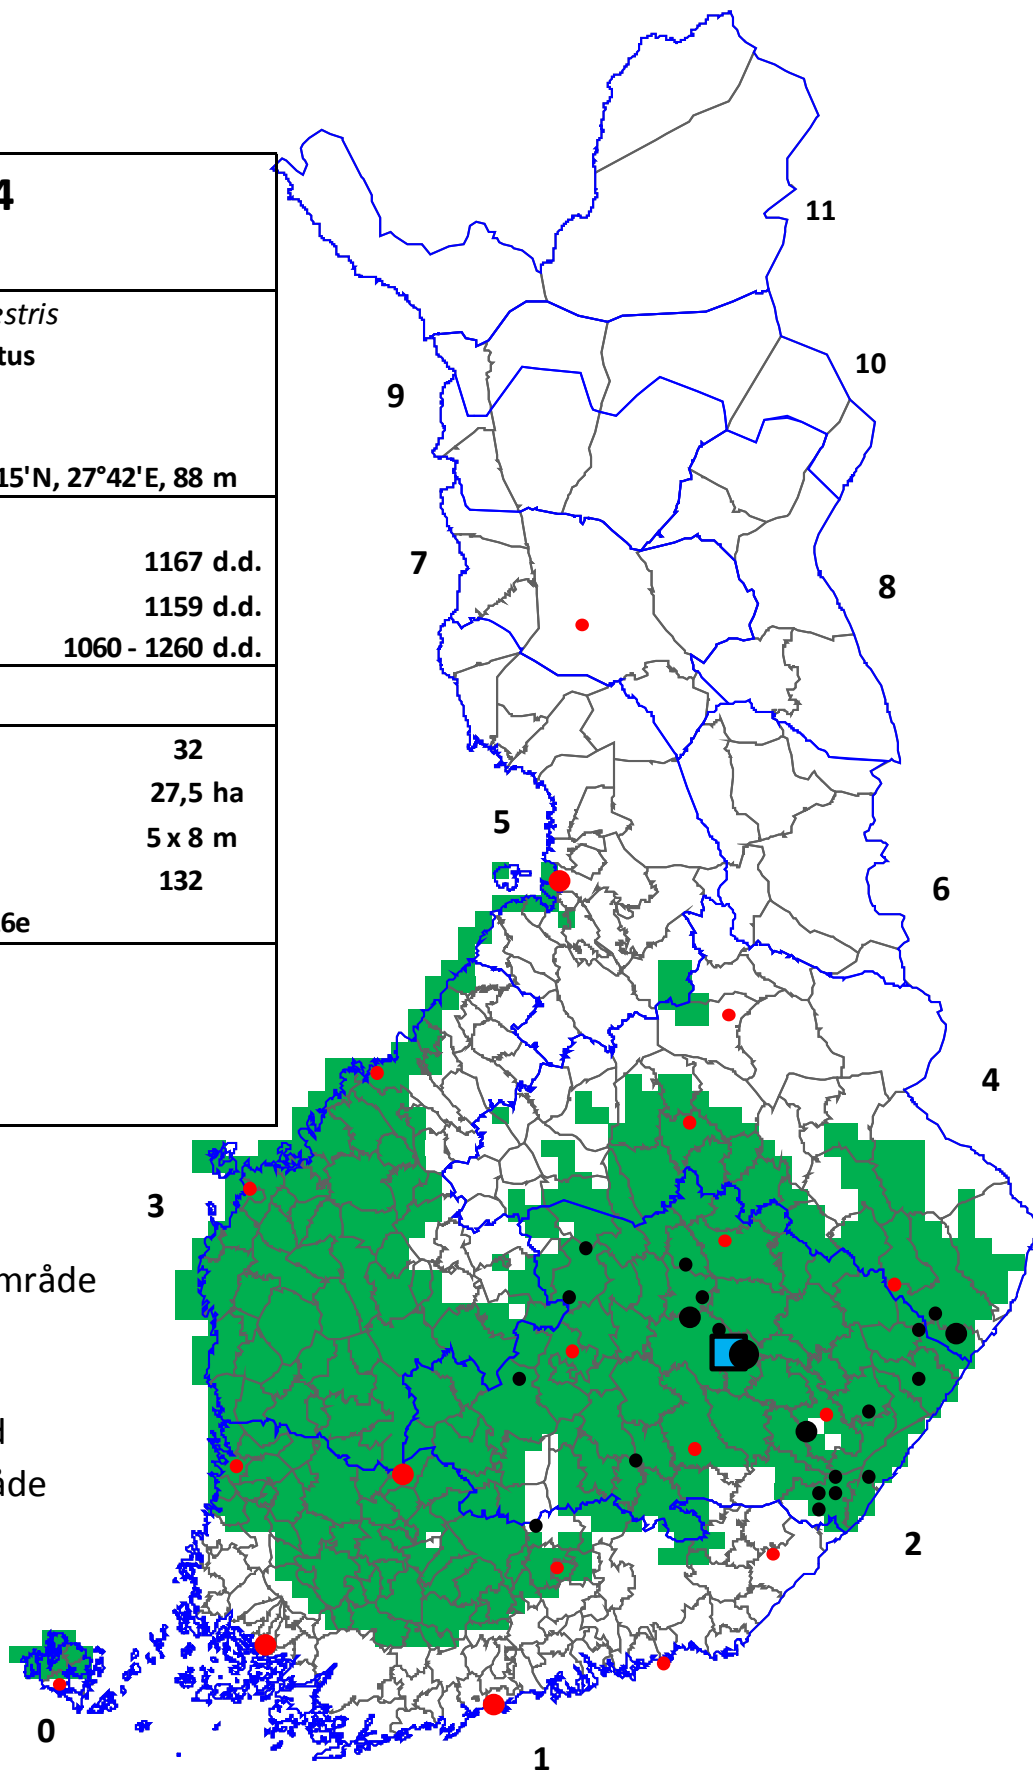 4
estris
tus
15'N, 27°42'E, 88 m
1167 d.d.
1159 d.d.
1060 - 1260 d.d.
32
27,5 ha
5 x 8 m
132
6e
11
10
9
8
7
6
5
4
3
område
d
åde
2
1
0